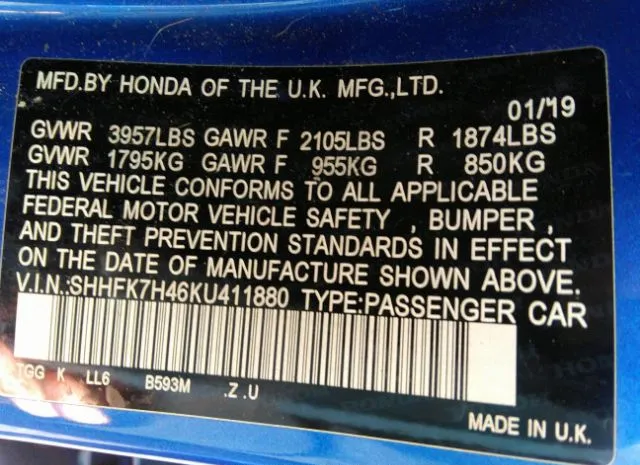 MFD.BY HONDA OF THE U.K. MFG.,LTD.
01/19
GVWR 3957LBS GAWR F 2105LBS R 1874LBS
GVWR 1795KG GAWR F 955KG R 850KG
THIS VEHICLE CONFORMS TO ALL APPLICABLE
FEDERAL MOTOR VEHICLE SAFETY , BUMPER ,
AND THEFT PREVENTION STANDARDS IN EFFECT
ON THE DATE OF MANUFACTURE SHOWN ABOVE.
V.I.N.:SHHFK7H46KU411880 TYPE:PASSENGER CAR
TGG K LL6 B593M .Z.U
MADE IN U.K.